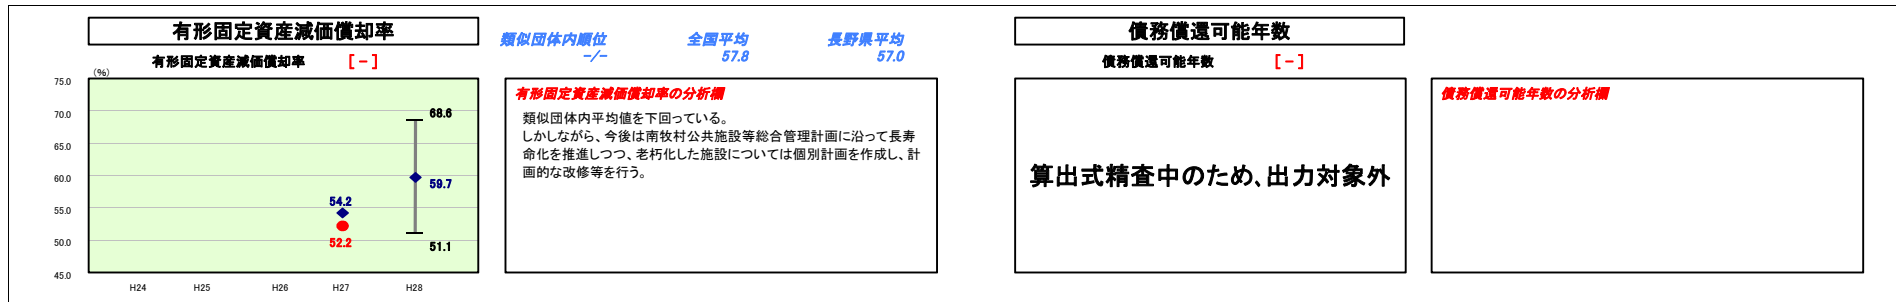 有形固定資産減価償却率
有形固定資産減価償却率 [－]
類似団体内順位
-/-
全国平均
57.8
長野県平均
57.0
(%)
75.0
70.0
65.0
60.0
55.0
50.0
45.0
68.6
59.7
54.2
52.2
51.1
H24 H25 H26 H27 H28
有形固定資産減価償却率の分析欄
類似団体内平均値を下回っている。
しかしながら、今後は南牧村公共施設等総合管理計画に沿って長寿
命化を推進しつつ、老朽化した施設については個別計画を作成し、計
画的な改修等を行う。
債務償還可能年数
債務償還可能年数 [－]
算出式精査中のため、出力対象外
債務償還可能年数の分析欄